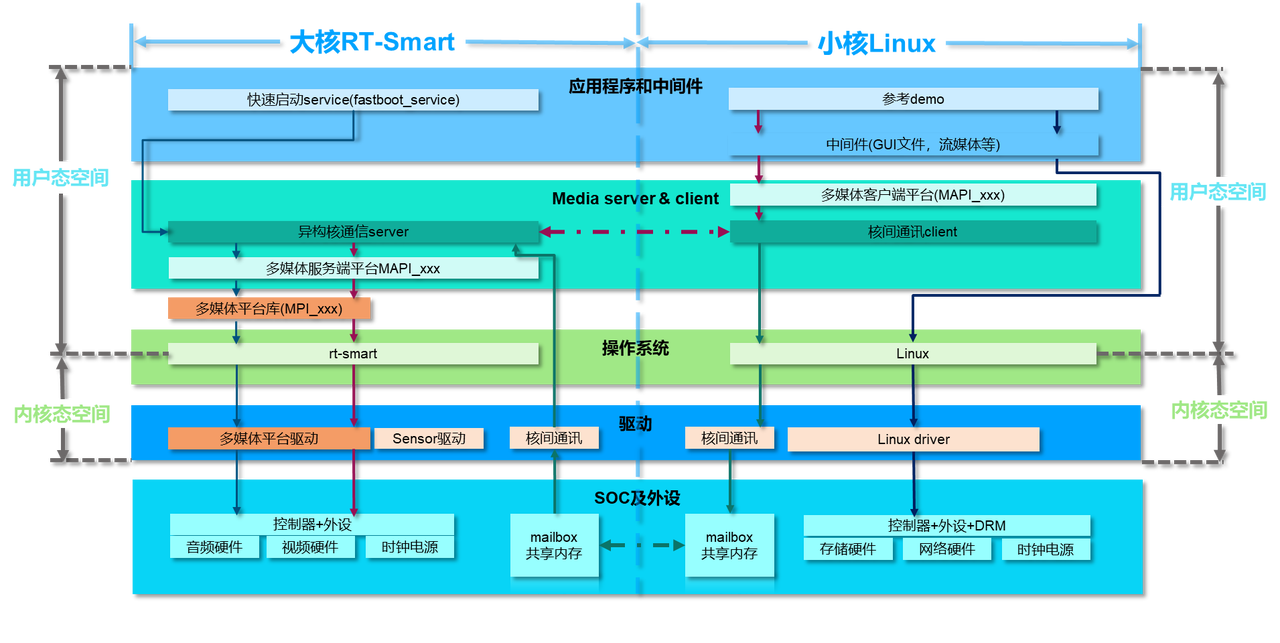 大核RT-Smart
小核Linux
应用程序和中间件
快速启动service(fastboot_service)
参考demo
中间件(GUI文件，流媒体等)
用户态空间
用户态空间
Media server & client
多媒体客户端平台(MAPI_xxx)
异构核通信server
核间通讯client
多媒体服务端平台MAPI_xxx
多媒体平台库(MPI_xxx)
操作系统
rt-smart
Linux
内核态空间
内核态空间
驱动
多媒体平台驱动
Sensor驱动
核间通讯
核间通讯
Linux driver
SOC及外设
控制器+外设
音频硬件
视频硬件
时钟电源
mailbox
共享内存
mailbox
共享内存
控制器+外设+DRM
存储硬件
网络硬件
时钟电源